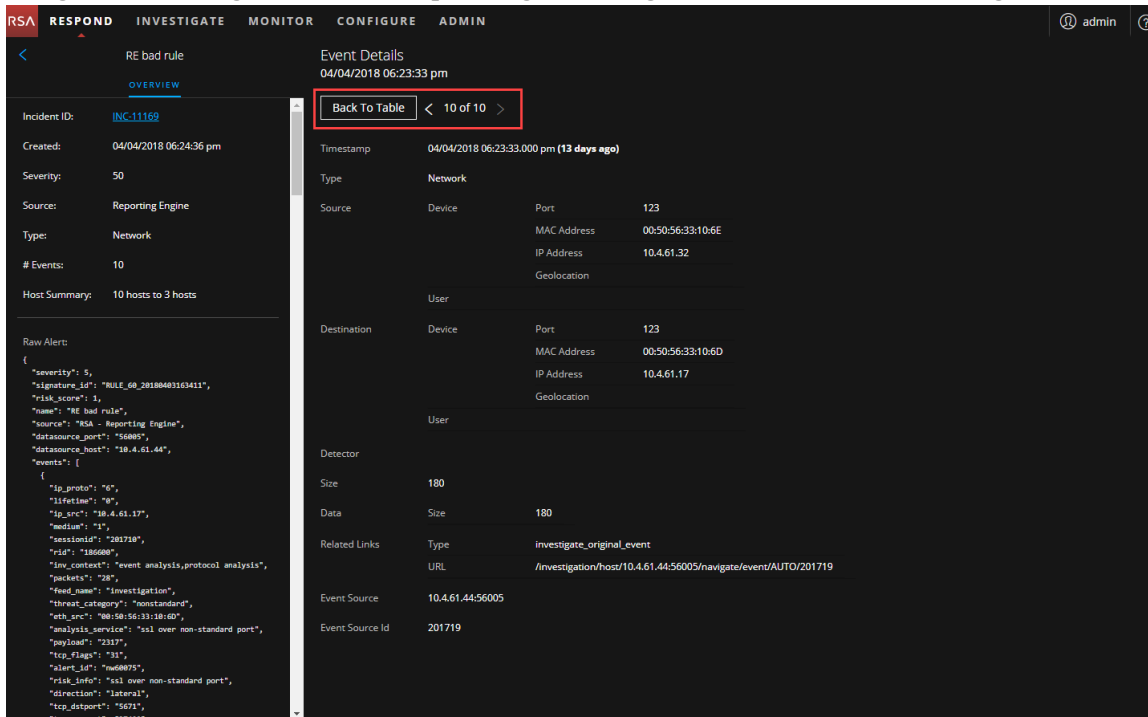 RSA RESPOND INVESTIGATE MONITOR CONFIGURE ADMIN admin ?
RE bad rule
OVERVIEW
Incident ID: INC-11169
Created: 04/04/2018 06:24:36 pm
Severity: 50
Source: Reporting Engine
Type: Network
# Events: 10
Host Summary: 10 hosts to 3 hosts
Raw Alert:
{
"severity": 5,
"signature_id": "RULE_60_20180403163411",
"risk_score": 1,
"name": "RE bad rule",
"source": "RSA - Reporting Engine",
"datasource_port": "56005",
"datasource_host": "10.4.61.44",
"events": [
{
"ip_proto": "6",
"lifetime": "0",
"ip_src": "10.4.61.17",
"medium": "1",
"sessionid": "201710",
"rid": "186600",
"inv_context": "event analysis,protocol analysis",
"packets": "28",
"feed_name": "investigation",
"threat_category": "nonstandard",
"eth_src": "00:50:56:33:10:6D",
"analysis_service": "ssl over non-standard port",
"payload": "2317",
"tcp_flags": "31",
"alert_id": "nw60075",
"risk_info": "ssl over non-standard port",
"direction": "lateral",
"tcp_dstport": "5671",
Event Details
04/04/2018 06:23:33 pm
Back To Table < 10 of 10 >
Timestamp 04/04/2018 06:23:33.000 pm (13 days ago)
Type Network
Source Device Port 123
MAC Address 00:50:56:33:10:6E
IP Address 10.4.61.32
Geolocation
User
Destination Device Port 123
MAC Address 00:50:56:33:10:6D
IP Address 10.4.61.17
Geolocation
User
Detector
Size 180
Data Size 180
Related Links Type investigate_original_event
URL /investigation/host/10.4.61.44:56005/navigate/event/AUTO/201719
Event Source 10.4.61.44:56005
Event Source Id 201719